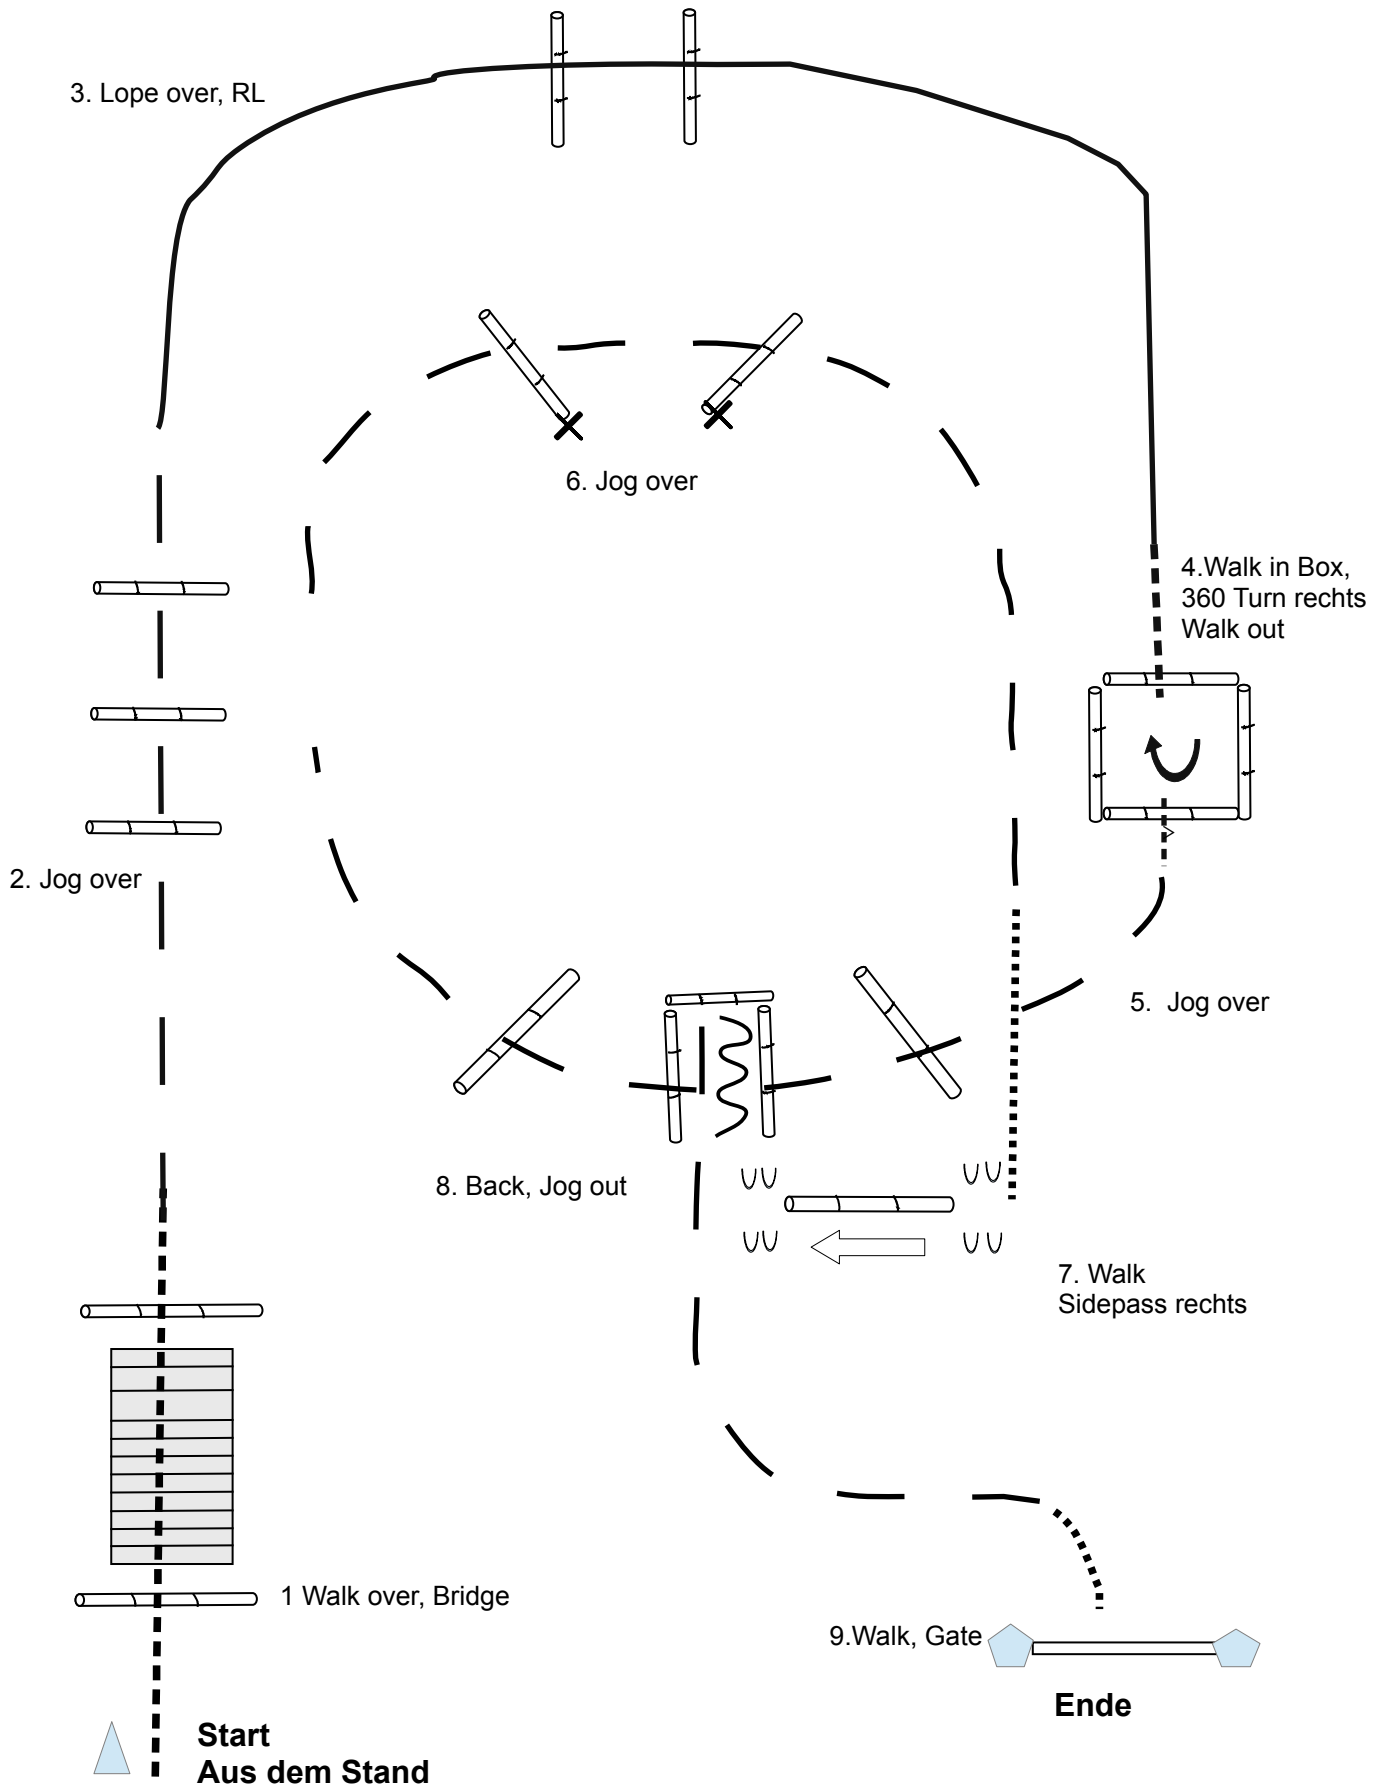 3. Lope over, RL
6. Jog over
4.Walk in Box,
360 Turn rechts
Walk out
2. Jog over
5.  Jog over
8. Back, Jog out
7. Walk
Sidepass rechts
1 Walk over, Bridge
9.Walk, Gate
Ende
Start
Aus dem Stand